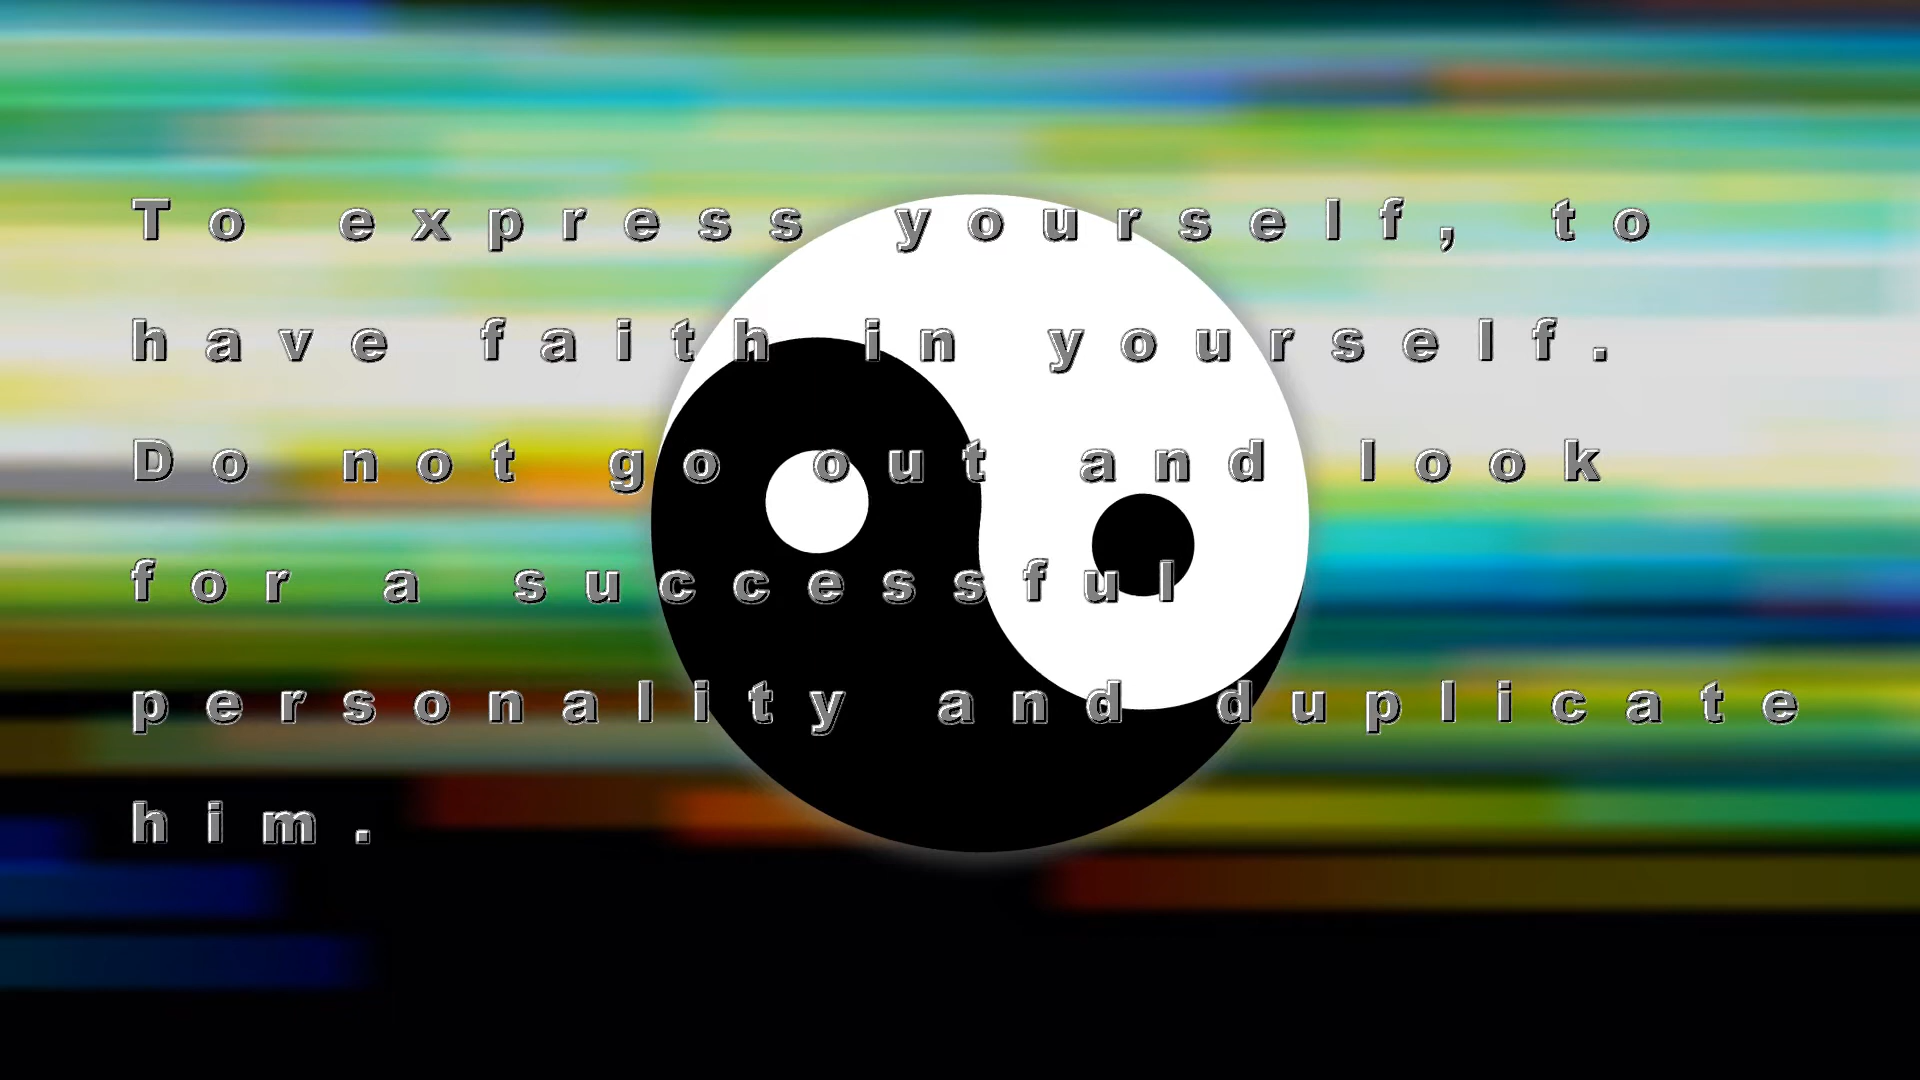 To express yourself, to
have faith in yourself.
Do not go out and look
for a successful
personality and duplicate
him.